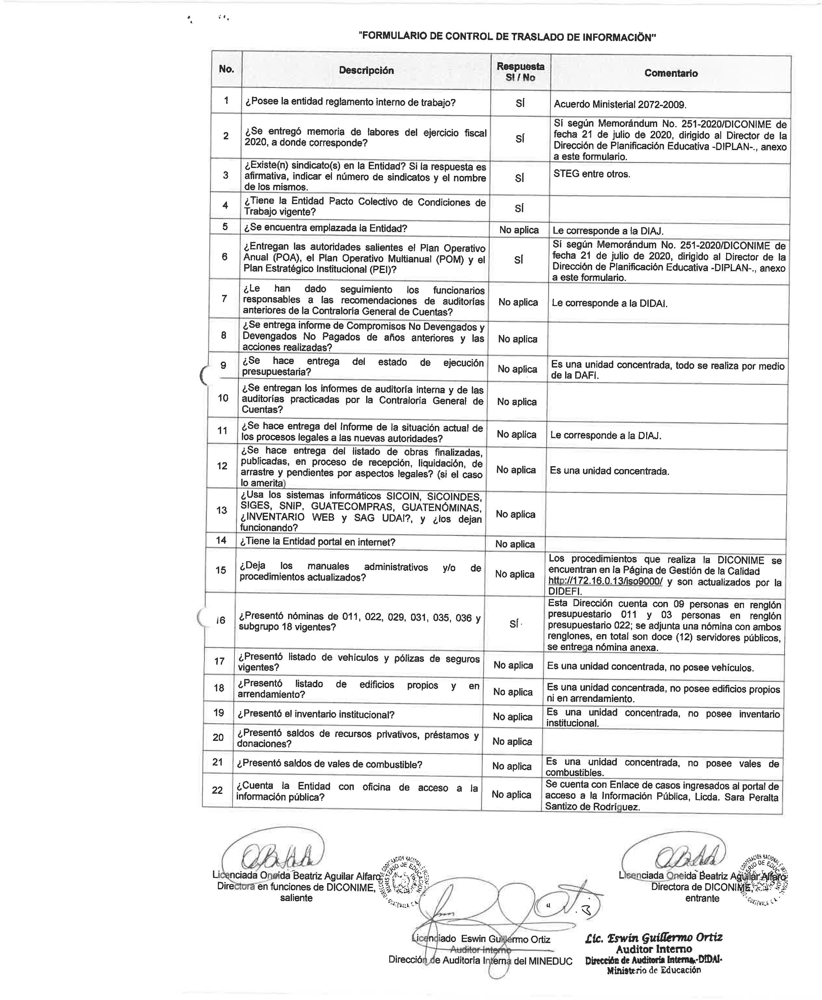 "FORMULARIO DE CONTROL DE TRASLADO DE INFORMACIÓN"
No.
Descripción
Respuesta
SI / No
Comentario
1
¿Posee la entidad reglamento interno de trabajo?
SÍ
Acuerdo Ministerial 2072-2009.
2
¿Se entregó memoria de labores del ejercicio fiscal
2020, a donde corresponde?
SÍ
Sí según Memorándum No. 251-2020/DICONIME de
fecha 21 de julio de 2020, dirigido al Director de la
Dirección de Planificación Educativa -DIPLAN-., anexo
a este formulario.
3
¿Existe(n) sindicato(s) en la Entidad? Si la respuesta es
afirmativa, indicar el número de sindicatos y el nombre
de los mismos.
SÍ
STEG entre otros.
4
¿Tiene la Entidad Pacto Colectivo de Condiciones de
Trabajo vigente?
SÍ
5
¿Se encuentra emplazada la Entidad?
No aplica
Le corresponde a la DIAJ.
6
¿Entregan las autoridades salientes el Plan Operativo
Anual (POA), el Plan Operativo Multianual (POM) y el
Plan Estratégico Institucional (PEI)?
SÍ
Sí según Memorándum No. 251-2020/DICONIME de
fecha 21 de julio de 2020, dirigido al Director de la
Dirección de Planificación Educativa -DIPLAN-., anexo
a este formulario.
7
¿Le han dado seguimiento los funcionarios
responsables a las recomendaciones de auditorías
anteriores de la Contraloría General de Cuentas?
No aplica
Le corresponde a la DIDAI.
8
¿Se entrega informe de Compromisos No Devengados y
Devengados No Pagados de años anteriores y las
acciones realizadas?
No aplica
9
¿Se hace entrega del estado de ejecución
presupuestaria?
No aplica
Es una unidad concentrada, todo se realiza por medio
de la DAFI.
10
¿Se entregan los informes de auditoría interna y de las
auditorías practicadas por la Contraloría General de
Cuentas?
No aplica
11
¿Se hace entrega del Informe de la situación actual de
los procesos legales a las nuevas autoridades?
No aplica
Le corresponde a la DIAJ.
12
¿Se hace entrega del listado de obras finalizadas,
publicadas, en proceso de recepción, liquidación, de
arrastre y pendientes por aspectos legales? (si el caso
lo amerita)
No aplica
Es una unidad concentrada.
13
¿Usa los sistemas informáticos SICOIN, SICOINDES,
SIGES, SNIP, GUATECOMPRAS, GUATENÓMINAS,
¿INVENTARIO WEB y SAG UDAI?, y ¿los dejan
funcionando?
No aplica
14
¿Tiene la Entidad portal en internet?
No aplica
15
¿Deja los manuales administrativos y/o de
procedimientos actualizados?
No aplica
Los procedimientos que realiza la DICONIME se
encuentran en la Página de Gestión de la Calidad
http://172.16.0.13/iso9000/ y son actualizados por la
DIDEFI.
16
¿Presentó nóminas de 011, 022, 029, 031, 035, 036 y
subgrupo 18 vigentes?
SÍ
Esta Dirección cuenta con 09 personas en renglón
presupuestario 011 y 03 personas en renglón
presupuestario 022; se adjunta una nómina con ambos
renglones, en total son doce (12) servidores públicos,
se entrega nómina anexa.
17
¿Presentó listado de vehículos y pólizas de seguros
vigentes?
No aplica
Es una unidad concentrada, no posee vehículos.
18
¿Presentó listado de edificios propios y en
arrendamiento?
No aplica
Es una unidad concentrada, no posee edificios propios
ni en arrendamiento.
19
¿Presentó el inventario institucional?
No aplica
Es una unidad concentrada, no posee inventario
institucional.
20
¿Presentó saldos de recursos privativos, préstamos y
donaciones?
No aplica
21
¿Presentó saldos de vales de combustible?
No aplica
Es una unidad concentrada, no posee vales de
combustibles.
22
¿Cuenta la Entidad con oficina de acceso a la
información pública?
No aplica
Se cuenta con Enlace de casos ingresados al portal de
acceso a la Información Pública, Licda. Sara Peralta
Santizo de Rodríguez.
Licenciada Oneida Beatriz Aguilar Alfaro
Directora en funciones de DICONIME,
saliente
MINISTERIO DE EDUCACIÓN
GUATEMALA C.A.
Licenciada Oneida Beatriz Aguilar Alfaro
Directora de DICONIME,
entrante
GUATEMALA C.A.
Licenciado Eswin Guillermo Ortiz
Auditor Interno
Dirección de Auditoría Interna del MINEDUC
Lic. Eswin Guillermo Ortiz
Auditor Interno
Dirección de Auditoría Interna -DIDAI-
Ministerio de Educación